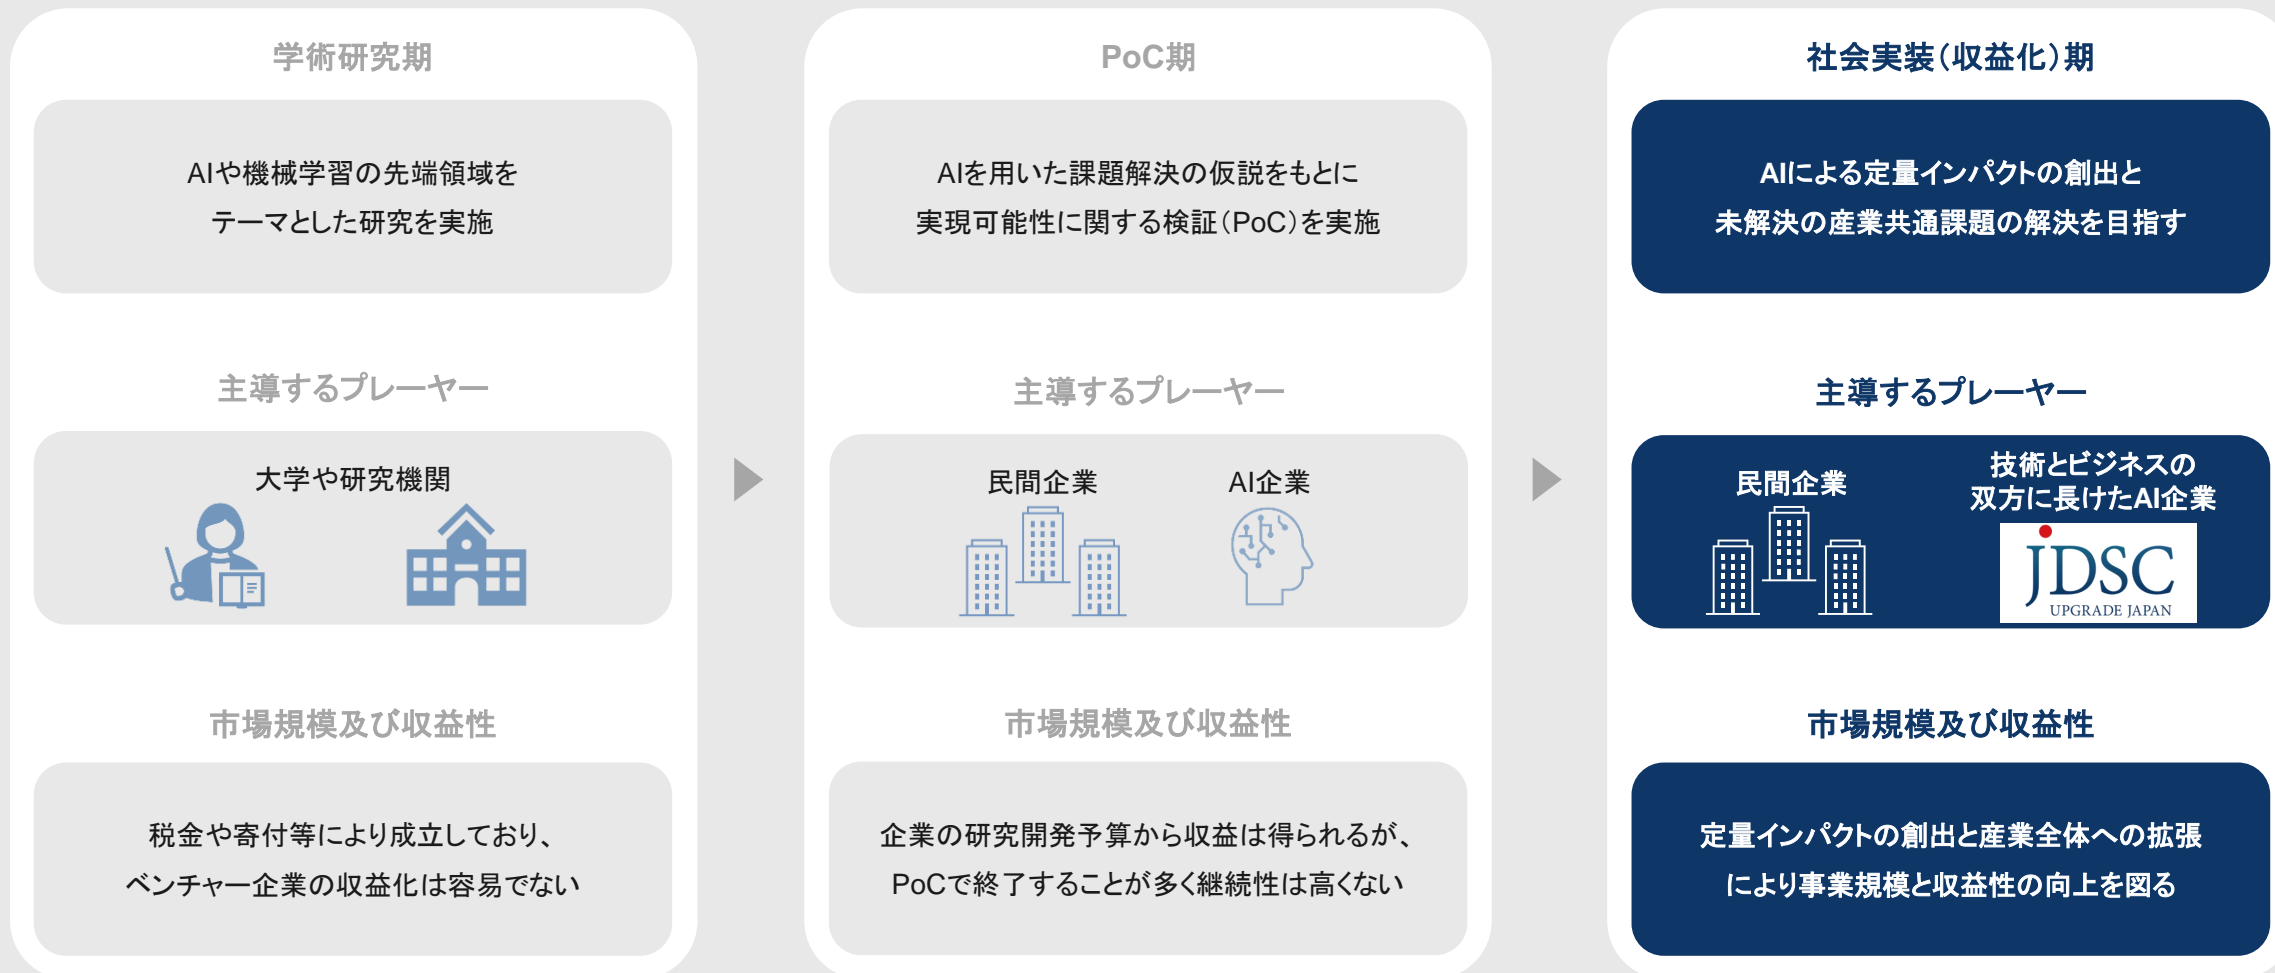 学術研究期
AIや機械学習の先端領域を
テーマとした研究を実施
主導するプレーヤー
大学や研究機関
市場規模及び収益性
税金や寄付等により成立しており、
ベンチャー企業の収益化は容易でない
PoC期
AIを用いた課題解決の仮説をもとに
実現可能性に関する検証（PoC）を実施
主導するプレーヤー
民間企業
AI企業
市場規模及び収益性
企業の研究開発予算から収益は得られるが、
PoCで終了することが多く継続性は高くない
社会実装（収益化）期
AIによる定量インパクトの創出と
未解決の産業共通課題の解決を目指す
主導するプレーヤー
民間企業
技術とビジネスの
双方に長けたAI企業
JDSC
UPGRADE JAPAN
市場規模及び収益性
定量インパクトの創出と産業全体への拡張
により事業規模と収益性の向上を図る